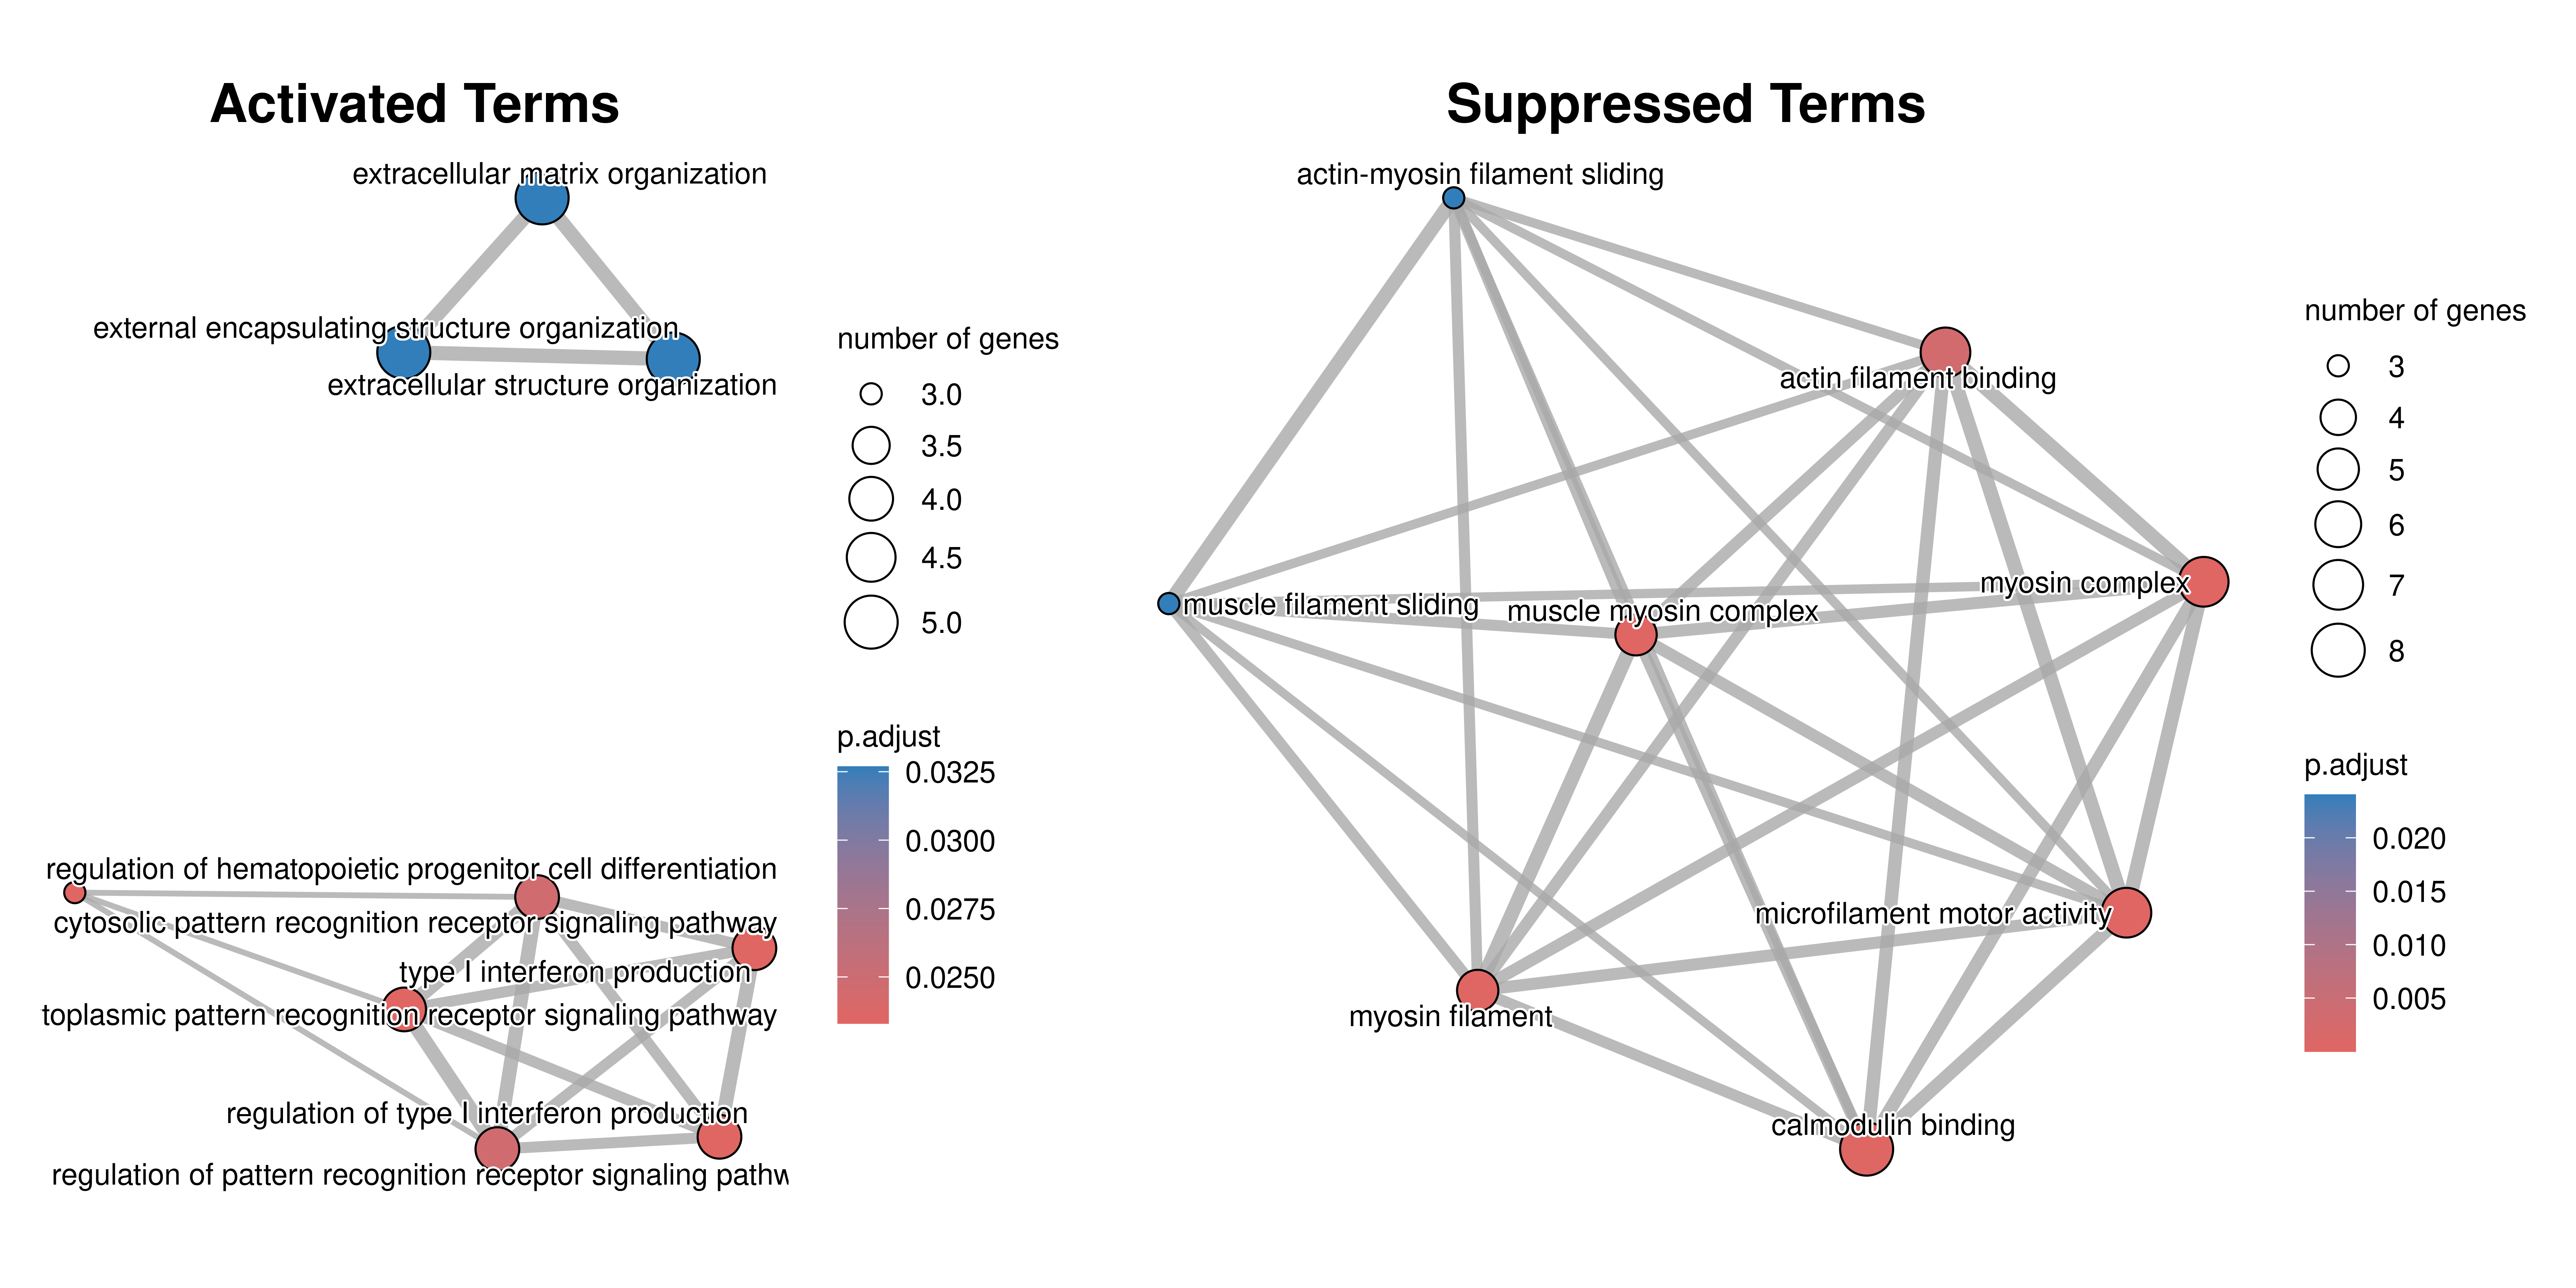 Activated Terms
extracellular matrix organization
external encapsulating structure organization
extracellular structure organization
number of genes
3.0
3.5
4.0
4.5
5.0
p.adjust
0.0325
0.0300
0.0275
0.0250
regulation of hematopoietic progenitor cell differentiation
cytosolic pattern recognition receptor signaling pathway
type I interferon production
toplasmic pattern recognition receptor signaling pathway
regulation of type I interferon production
regulation of pattern recognition receptor signaling pathw
Suppressed Terms
actin-myosin filament sliding
actin filament binding
myosin complex
muscle filament sliding
muscle myosin complex
microfilament motor activity
myosin filament
calmodulin binding
number of genes
3
4
5
6
7
8
p.adjust
0.020
0.015
0.010
0.005